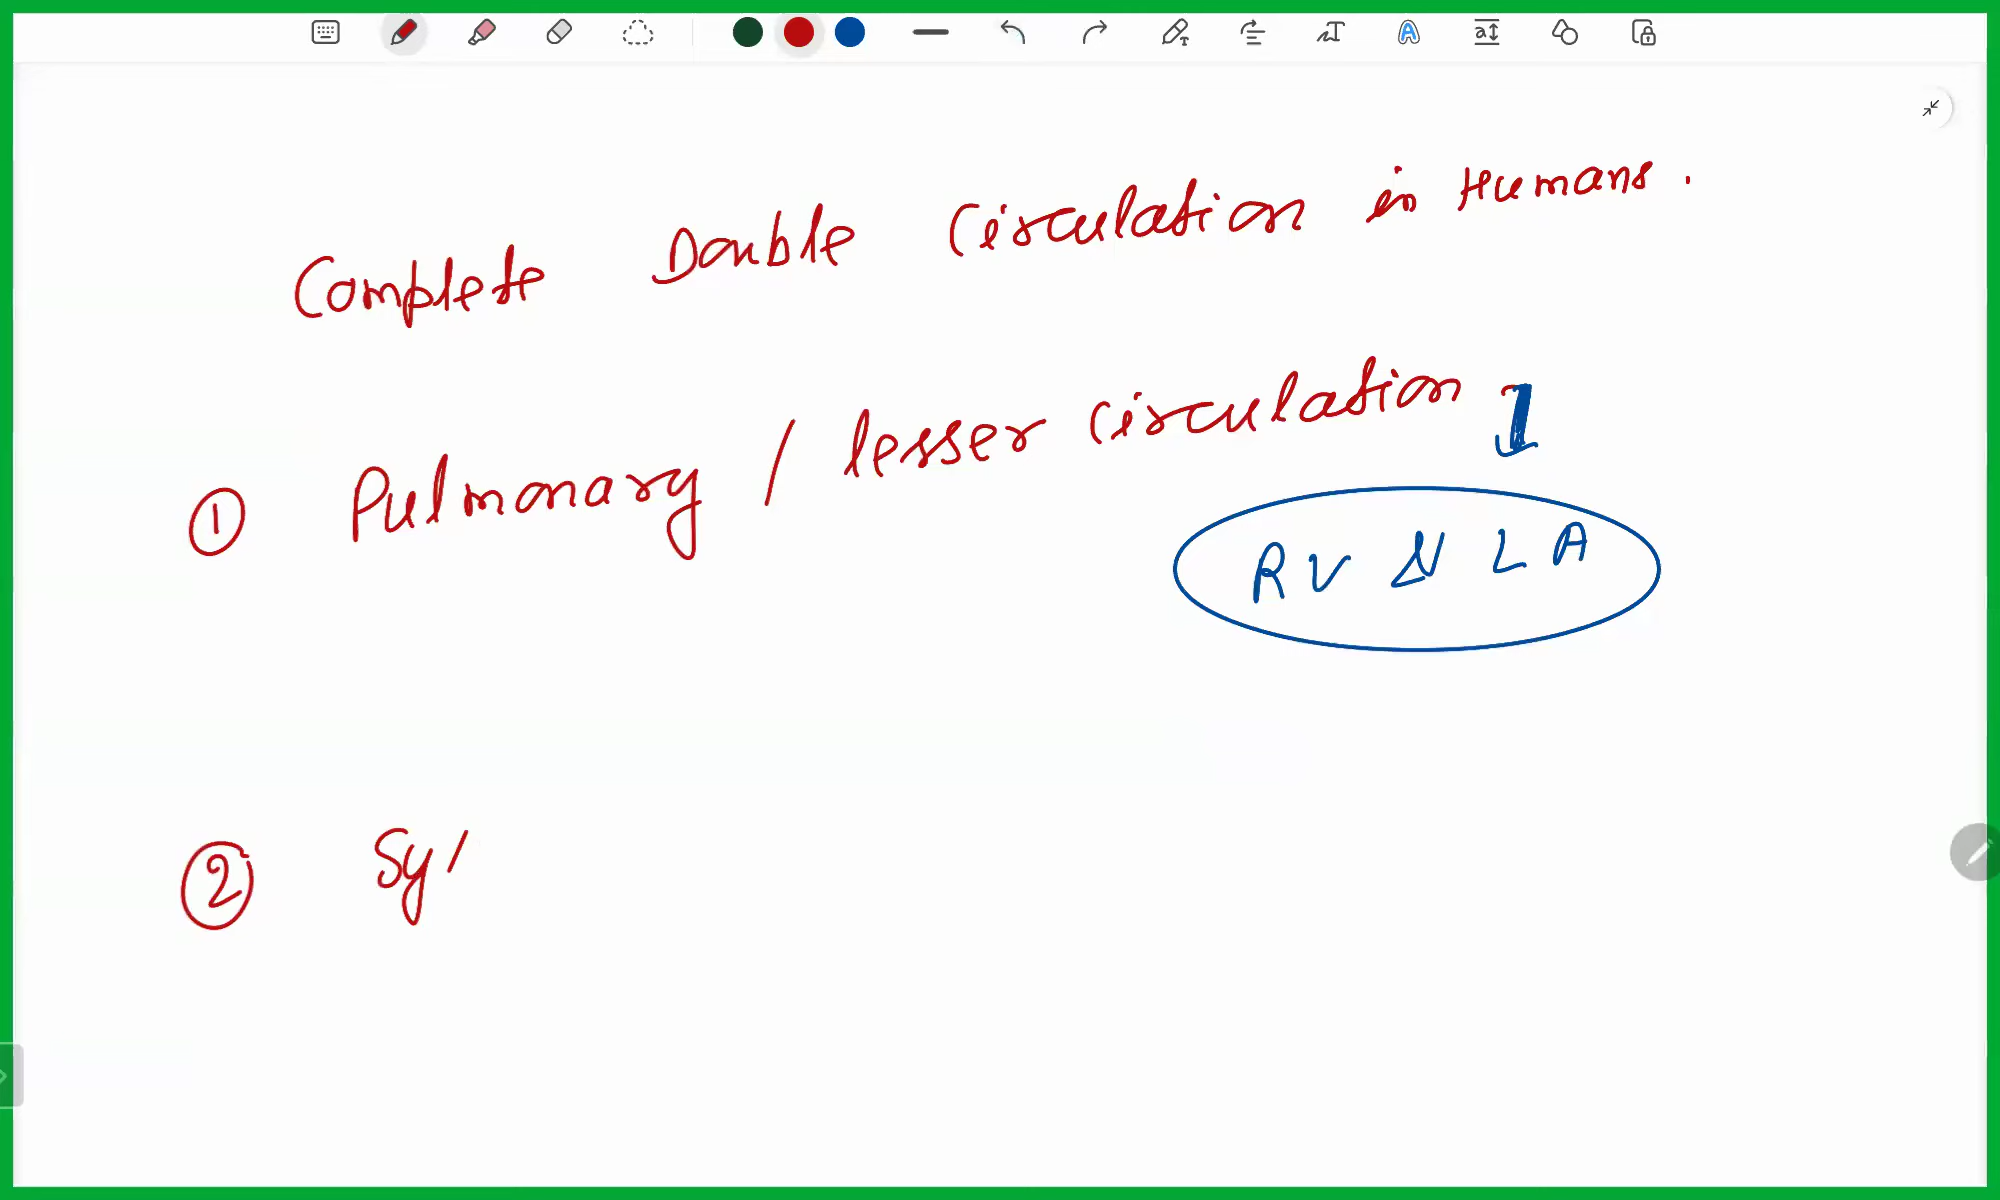 Complete Double Circulation in Humans.
① Pulmonary / lesser circulation
RV & LA
② Sy